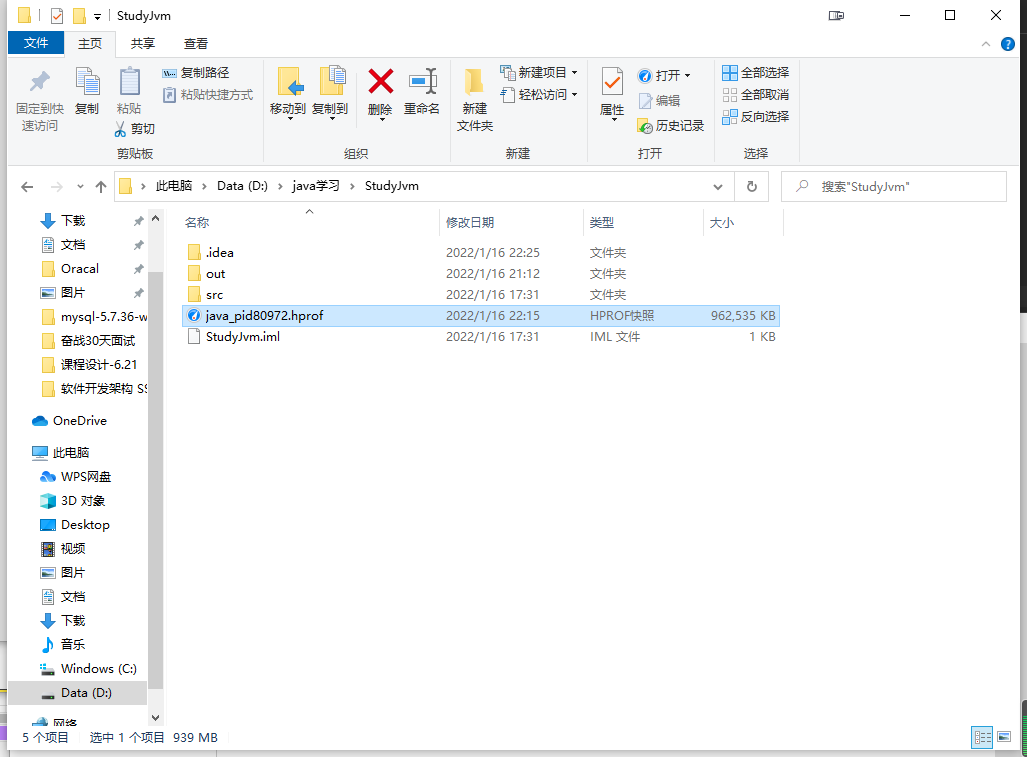 StudyJvm
文件 主页 共享 查看
固定到快速访问
复制
粘贴
复制路径
粘贴快捷方式
剪切
移动到
复制到
删除
重命名
新建文件夹
新建项目
轻松访问
属性
打开
编辑
历史记录
全部选择
全部取消
反向选择
剪贴板 组织 新建 打开 选择
此电脑 > Data (D:) > java学习 > StudyJvm
搜索"StudyJvm"
名称 修改日期 类型 大小
.idea 2022/1/16 22:25 文件夹
out 2022/1/16 21:12 文件夹
src 2022/1/16 17:31 文件夹
java_pid80972.hprof 2022/1/16 22:15 HPROF快照 962,535 KB
StudyJvm.iml 2022/1/16 17:31 IML 文件 1 KB
下载
文档
Oracal
图片
mysql-5.7.36-w
奋战30天面试
课程设计-6.21
软件开发架构 SS
OneDrive
此电脑
WPS网盘
3D 对象
Desktop
视频
图片
文档
下载
音乐
Windows (C:)
Data (D:)
网络
5 个项目 选中 1 个项目 939 MB